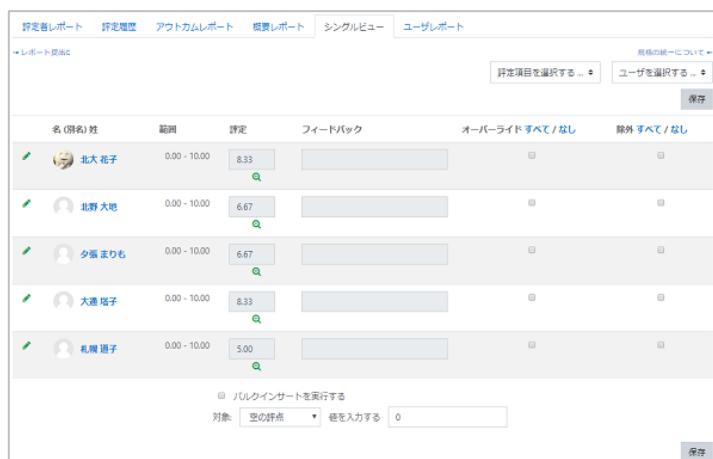 評定者レポート 評定履歴 アウトカムレポート 概要レポート シングルビュー ユーザレポート
レポート提出C 規格の統一について
評定項目を選択する ... ユーザを選択する ...
保存
名 (別名) 姓 範囲 評定 フィードバック オーバーライド すべて / なし 除外 すべて / なし
北大 花子 0.00 - 10.00 8.33
北野 大地 0.00 - 10.00 6.67
夕張 まりも 0.00 - 10.00 6.67
大通 塔子 0.00 - 10.00 8.33
札幌 道子 0.00 - 10.00 5.00
バルクインサートを実行する
対象: 空の評点 値を入力する 0
保存